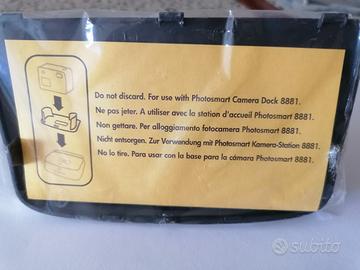 Do not discard. For use with Photosmart Camera Dock 8881.
Ne pas jeter. A utiliser avec la station d'accueil Photosmart 8881.
Non gettare. Per alloggiamento fotocamera Photosmart 8881.
Nicht entsorgen. Zur Verwendung mit Photosmart Kamera-Station 8881.
No lo tire. Para usar con la base para la cámara Photosmart 8881.
subito